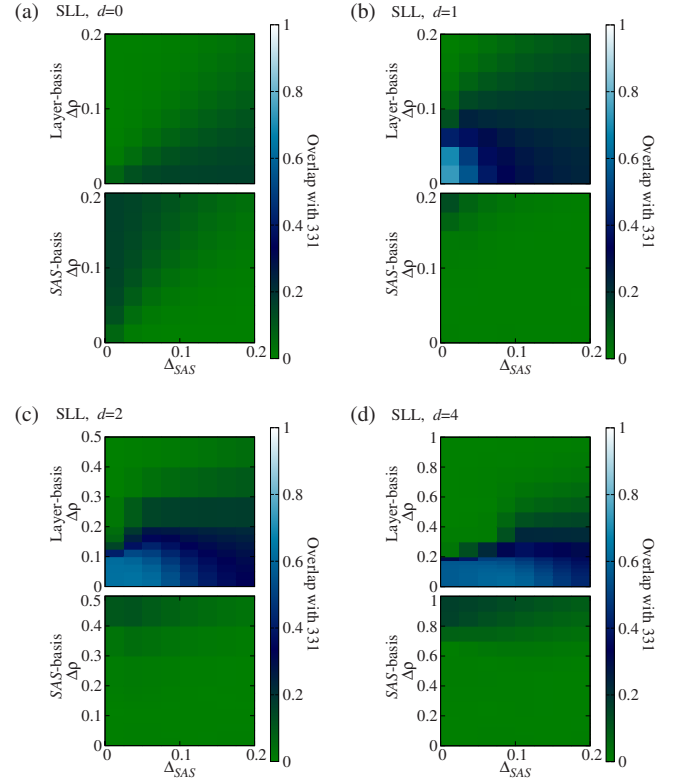 (a) SLL, d=0
0.2
0.1
0
Layer-basis
Δρ
0.2
0.1
0
SAS-basis
Δρ
0 0.1 0.2
Δ_SAS
1
0.8
0.6
0.4
0.2
0
Overlap with 331
(b) SLL, d=1
0.2
0.1
0
Layer-basis
Δρ
0.2
0.1
0
SAS-basis
Δρ
0 0.1 0.2
Δ_SAS
1
0.8
0.6
0.4
0.2
0
Overlap with 331
(c) SLL, d=2
0.5
0.4
0.3
0.2
0.1
0
Layer-basis
Δρ
0.5
0.4
0.3
0.2
0.1
0
SAS-basis
Δρ
0 0.1 0.2
Δ_SAS
1
0.8
0.6
0.4
0.2
0
Overlap with 331
(d) SLL, d=4
1
0.8
0.6
0.4
0.2
0
Layer-basis
Δρ
1
0.8
0.6
0.4
0.2
0
SAS-basis
Δρ
0 0.1 0.2
Δ_SAS
1
0.8
0.6
0.4
0.2
0
Overlap with 331